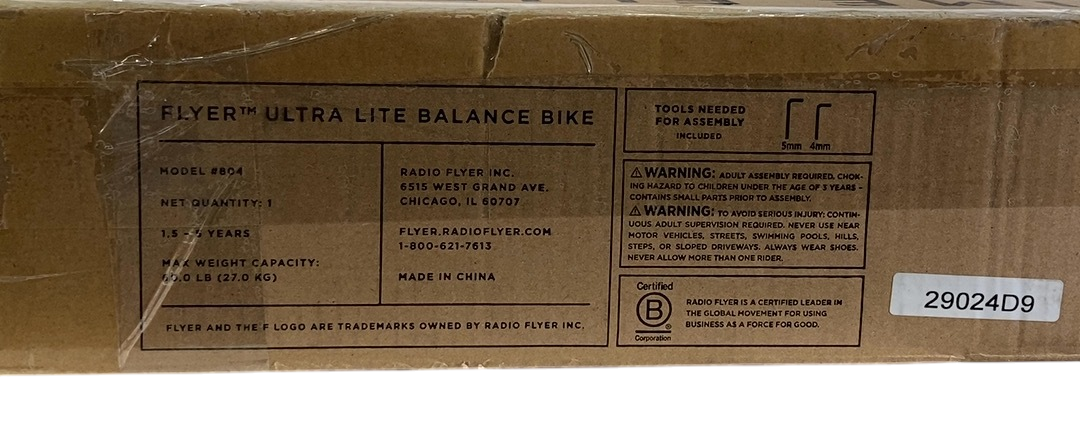 FLYER™ ULTRA LITE BALANCE BIKE
MODEL #804
NET QUANTITY: 1
1.5 - 5 YEARS
MAX WEIGHT CAPACITY:
60.0 LB (27.0 KG)
RADIO FLYER INC.
6515 WEST GRAND AVE.
CHICAGO, IL 60707
FLYER.RADIOFLYER.COM
1-800-621-7613
MADE IN CHINA
FLYER AND THE F LOGO ARE TRADEMARKS OWNED BY RADIO FLYER INC.
TOOLS NEEDED
FOR ASSEMBLY
INCLUDED
5mm 4mm
⚠WARNING: ADULT ASSEMBLY REQUIRED. CHOK-
ING HAZARD TO CHILDREN UNDER THE AGE OF 3 YEARS -
CONTAINS SMALL PARTS PRIOR TO ASSEMBLY.
⚠WARNING: TO AVOID SERIOUS INJURY: CONTIN-
UOUS ADULT SUPERVISION REQUIRED. NEVER USE NEAR
MOTOR VEHICLES, STREETS, SWIMMING POOLS, HILLS,
STEPS, OR SLOPED DRIVEWAYS. ALWAYS WEAR SHOES.
NEVER ALLOW MORE THAN ONE RIDER.
Certified
B®
Corporation
RADIO FLYER IS A CERTIFIED LEADER IN
THE GLOBAL MOVEMENT FOR USING
BUSINESS AS A FORCE FOR GOOD.
29024D9